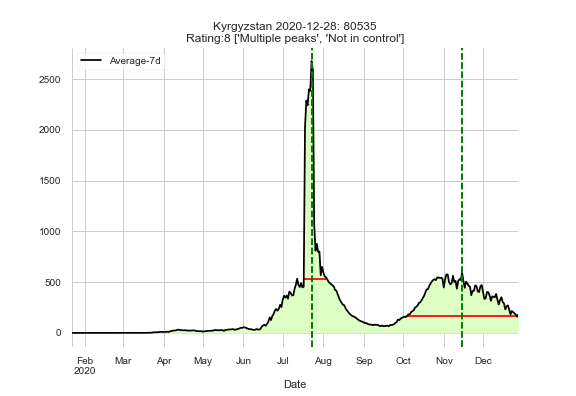 Kyrgyzstan 2020-12-28: 80535
Rating:8 ['Multiple peaks', 'Not in control']
Average-7d
2500
2000
1500
1000
500
0
Feb Mar Apr May Jun Jul Aug Sep Oct Nov Dec
2020
Date